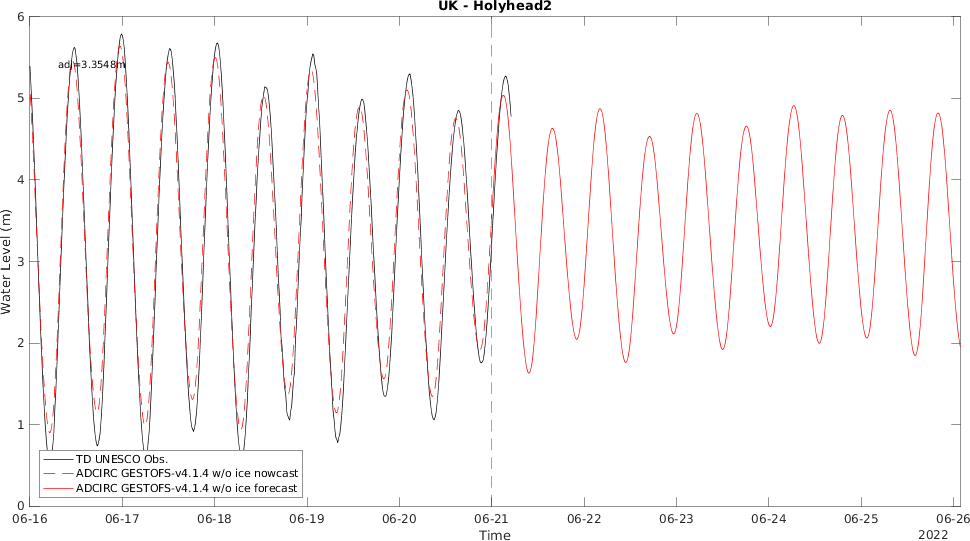 UK - Holyhead2
6
5
4
3
2
1
0
Water Level (m)
adj=3.3548m
TD UNESCO Obs.
ADCIRC GESTOFS-v4.1.4 w/o ice nowcast
ADCIRC GESTOFS-v4.1.4 w/o ice forecast
06-16 06-17 06-18 06-19 06-20 06-21 06-22 06-23 06-24 06-25 06-26
Time
2022